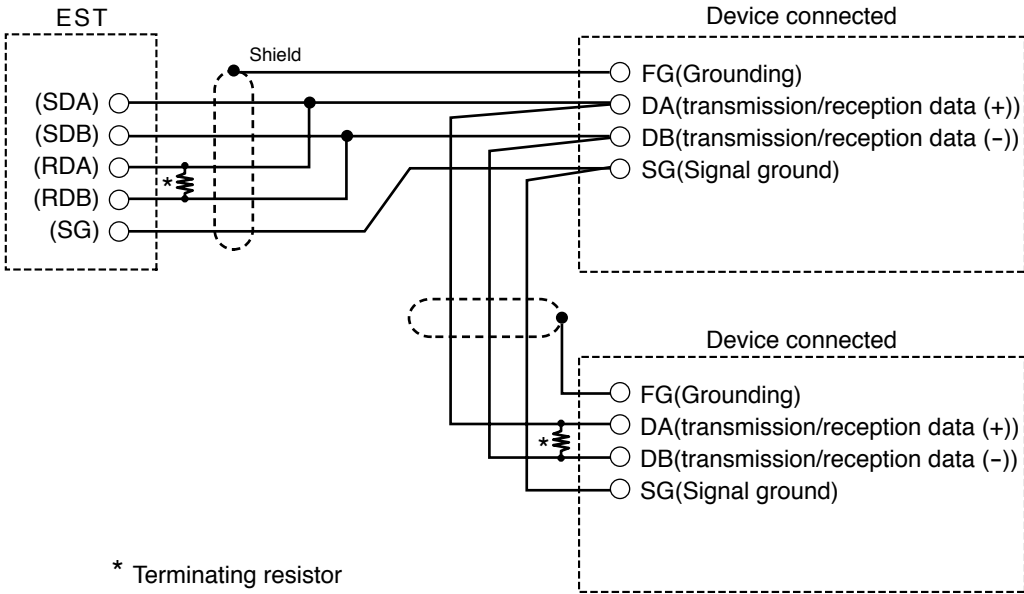 EST
Device connected
Shield
FG(Grounding)
(SDA)
DA(transmission/reception data (+))
(SDB)
DB(transmission/reception data (−))
(RDA)
SG(Signal ground)
*
(RDB)
(SG)
Device connected
FG(Grounding)
DA(transmission/reception data (+))
*
DB(transmission/reception data (−))
SG(Signal ground)
* Terminating resistor